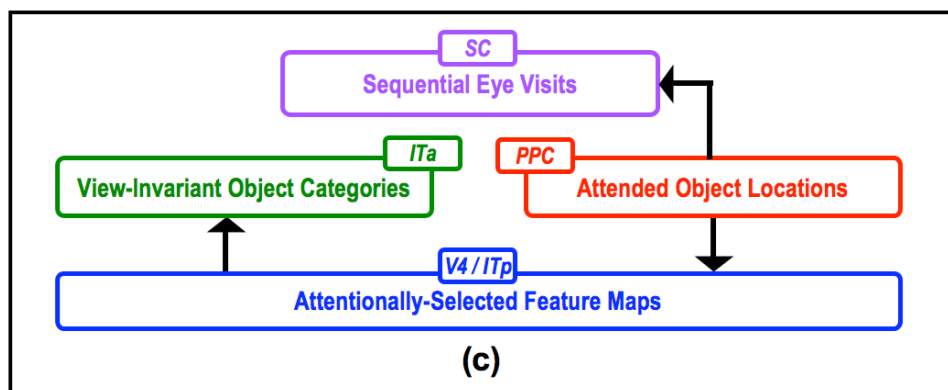 SC
Sequential Eye Visits
ITa
View-Invariant Object Categories
PPC
Attended Object Locations
V4 / ITp
Attentionally-Selected Feature Maps
(c)